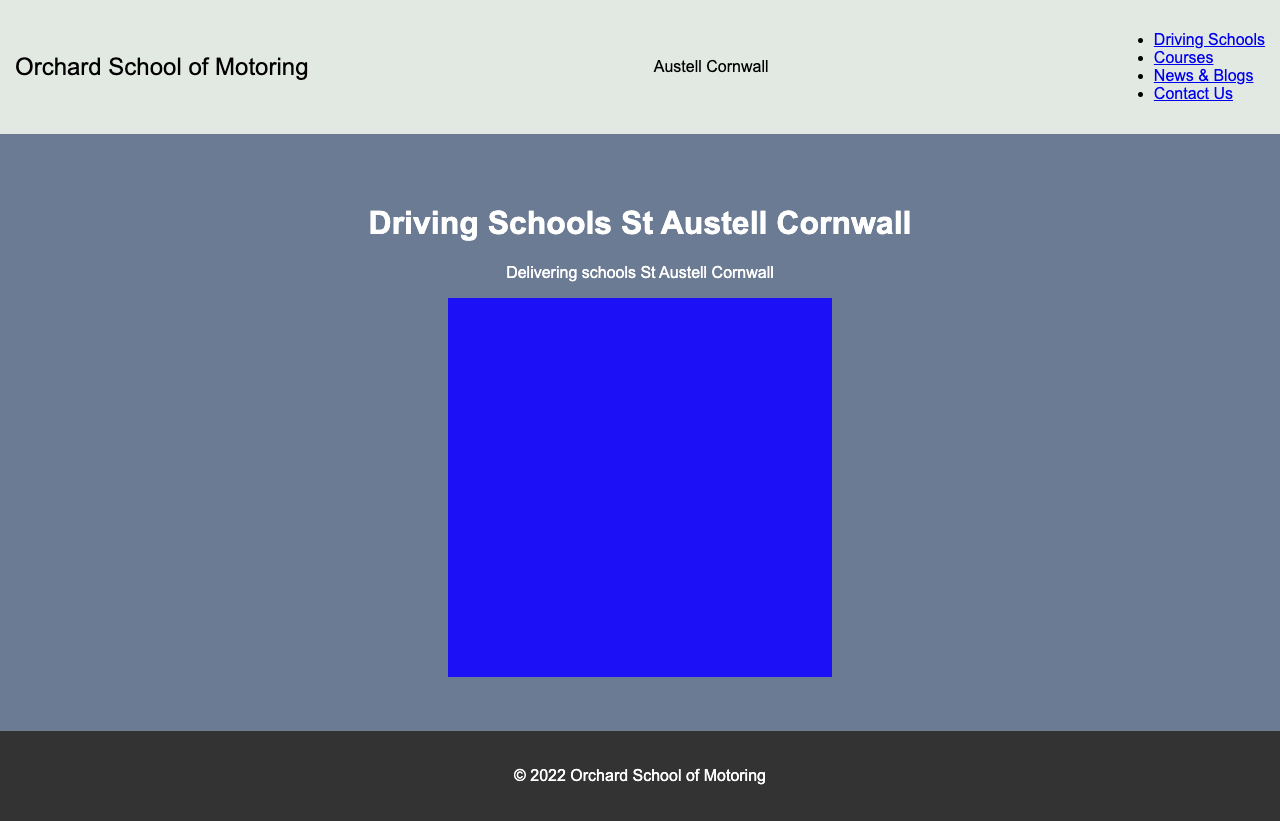 Orchard School of Motoring
Austell Cornwall
Driving Schools
Courses
News & Blogs
Contact Us
Driving Schools St Austell Cornwall
Delivering schools St Austell Cornwall
© 2022 Orchard School of Motoring